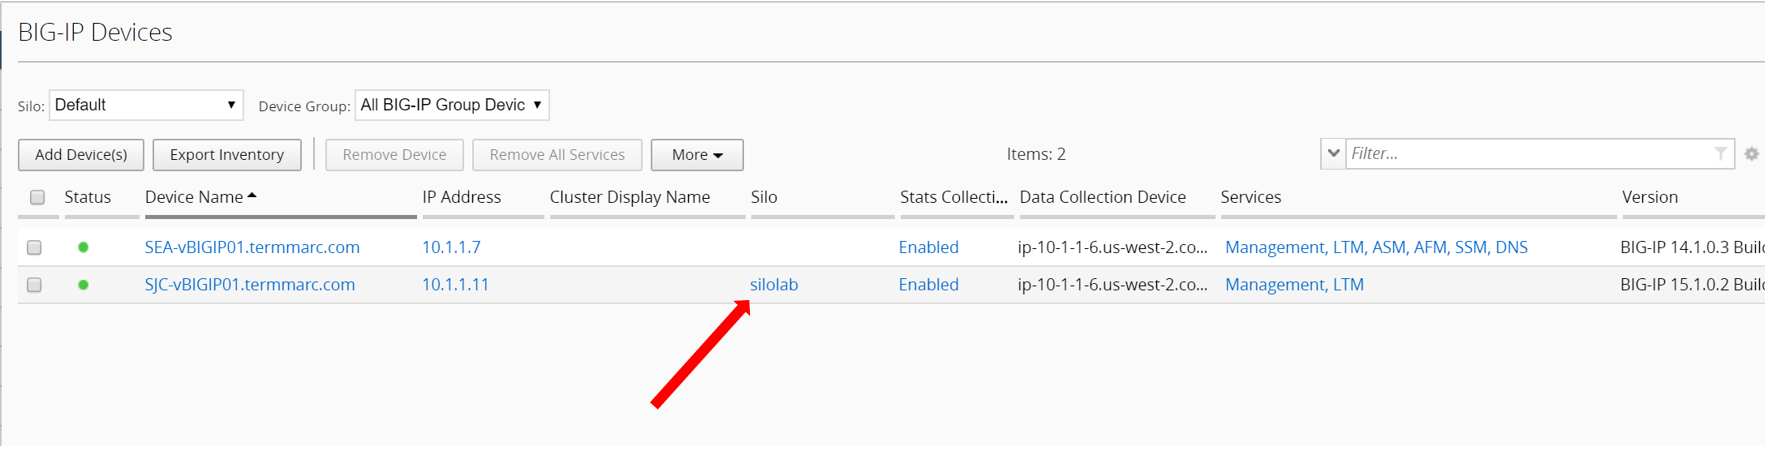 BIG-IP Devices
Silo: Default Device Group: All BIG-IP Group Devic
Add Device(s) Export Inventory Remove Device Remove All Services More Items: 2 Filter...
Status Device Name IP Address Cluster Display Name Silo Stats Collecti... Data Collection Device Services Version
SEA-vBIGIP01.termmarc.com 10.1.1.7 Enabled ip-10-1-1-6.us-west-2.co... Management, LTM, ASM, AFM, SSM, DNS BIG-IP 14.1.0.3 Buil
SJC-vBIGIP01.termmarc.com 10.1.1.11 silolab Enabled ip-10-1-1-6.us-west-2.co... Management, LTM BIG-IP 15.1.0.2 Buil